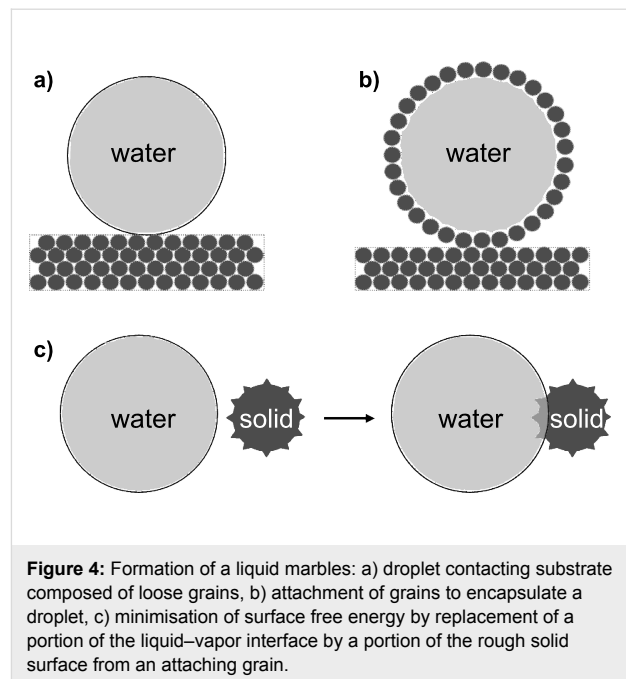 a)
b)
water
water
c)
water
solid
water
solid
Figure 4: Formation of a liquid marbles: a) droplet contacting substrate
composed of loose grains, b) attachment of grains to encapsulate a
droplet, c) minimisation of surface free energy by replacement of a
portion of the liquid–vapor interface by a portion of the rough solid
surface from an attaching grain.